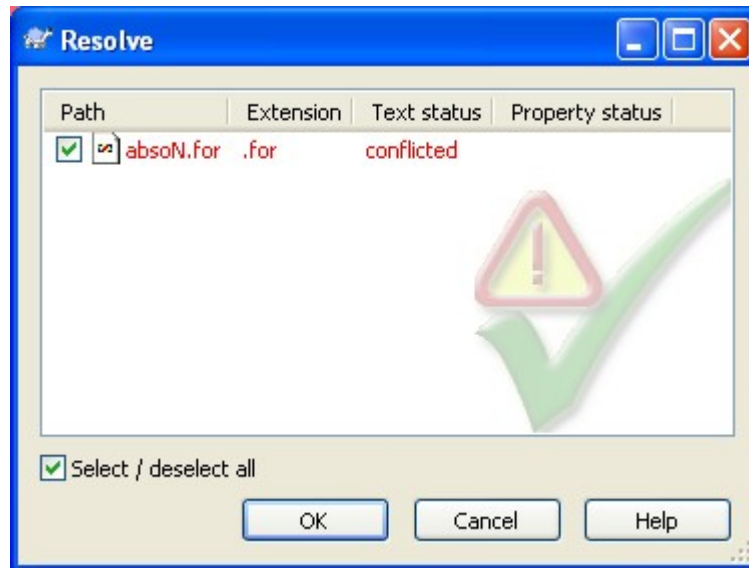 Resolve
Path Extension Text status Property status
absoN.for .for conflicted
Select / deselect all
OK Cancel Help